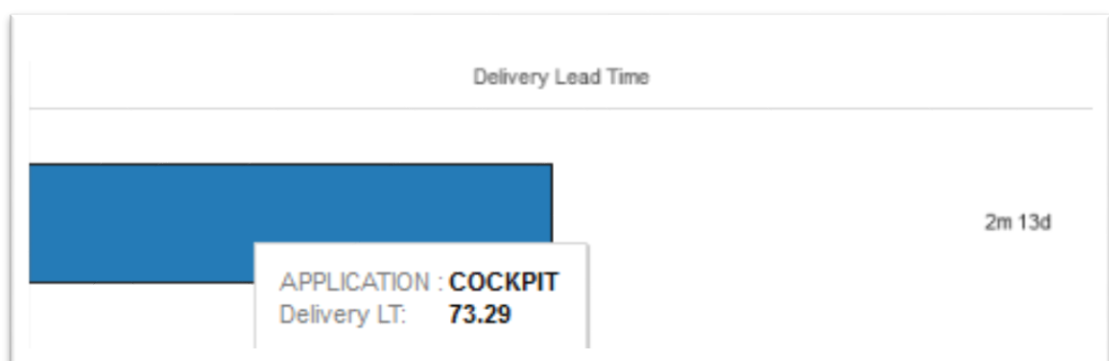 Delivery Lead Time
2m 13d
APPLICATION : COCKPIT
Delivery LT: 73.29